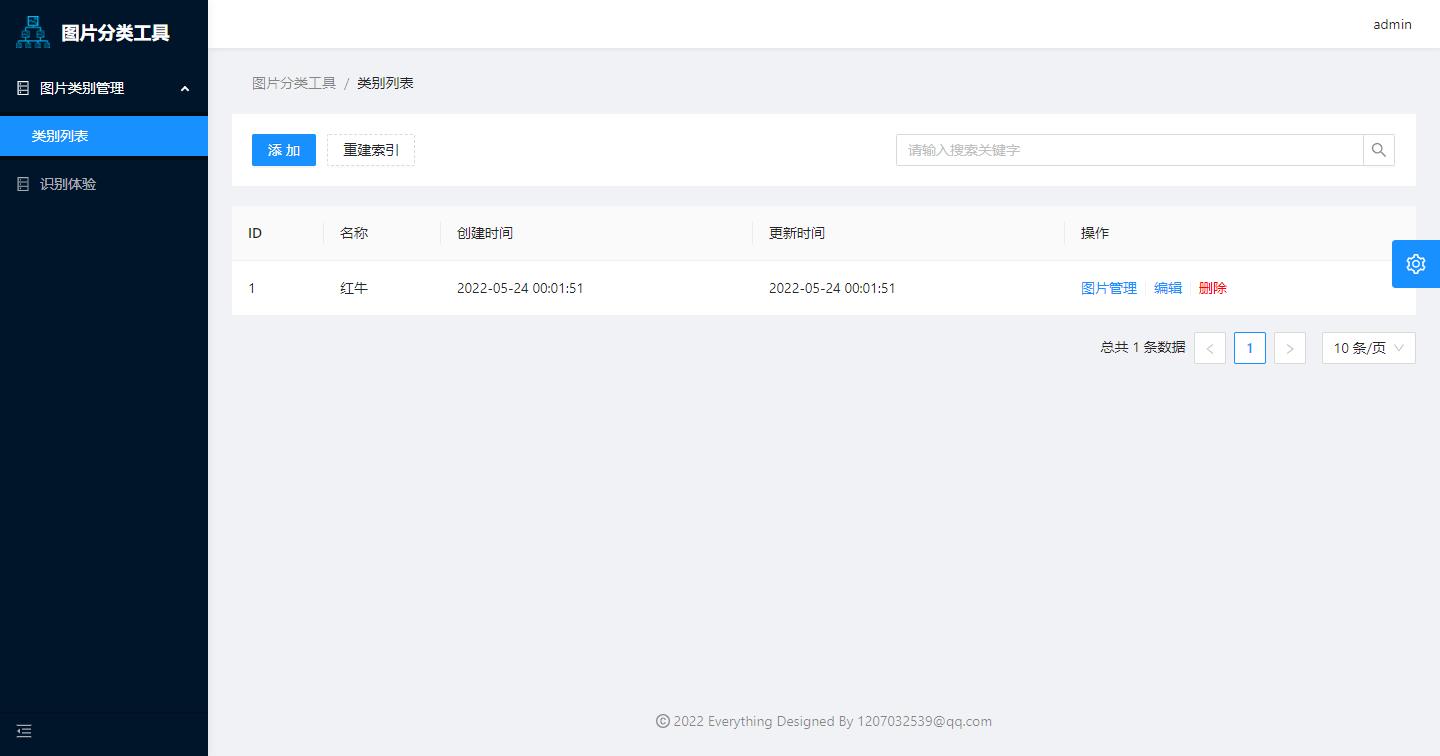 图片分类工具
admin
图片类别管理
类别列表
识别体验
图片分类工具 / 类别列表
添 加
重建索引
请输入搜索关键字
ID 名称 创建时间 更新时间 操作
1 红牛 2022-05-24 00:01:51 2022-05-24 00:01:51 图片管理 编辑 删除
总共 1 条数据 < 1 > 10 条/页
© 2022 Everything Designed By 1207032539@qq.com